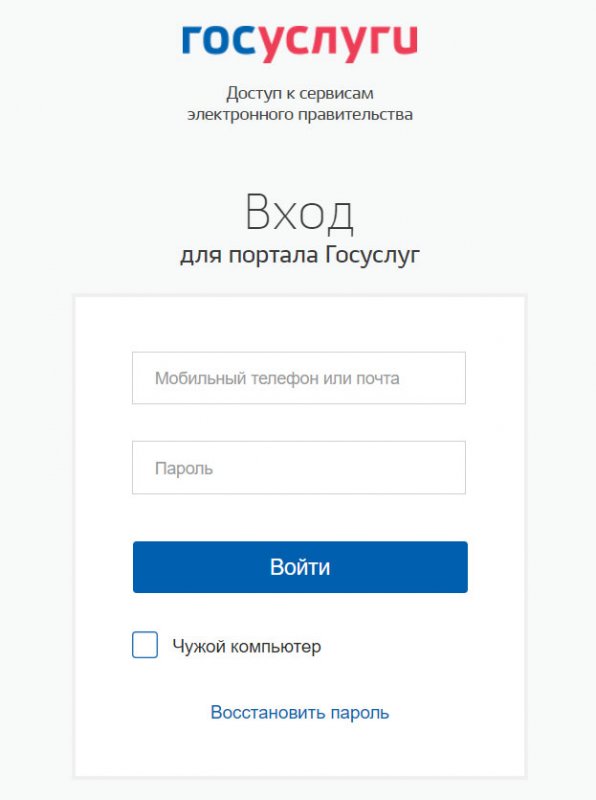 госуслуги
Доступ к сервисам
электронного правительства
Вход
для портала Госуслуг
Мобильный телефон или почта
Пароль
Войти
Чужой компьютер
Восстановить пароль